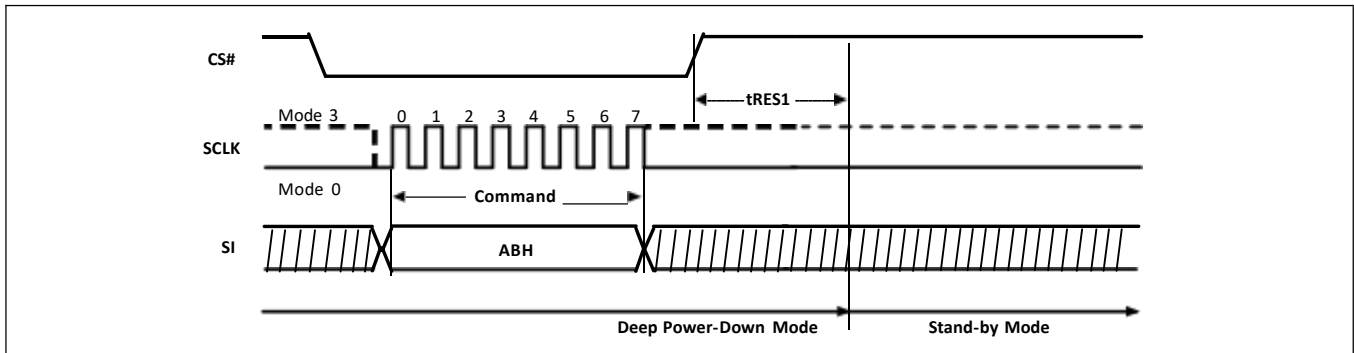 CS#
tRES1
Mode 3
0 1 2 3 4 5 6 7
SCLK
Mode 0
Command
SI
ABH
Deep Power-Down Mode
Stand-by Mode